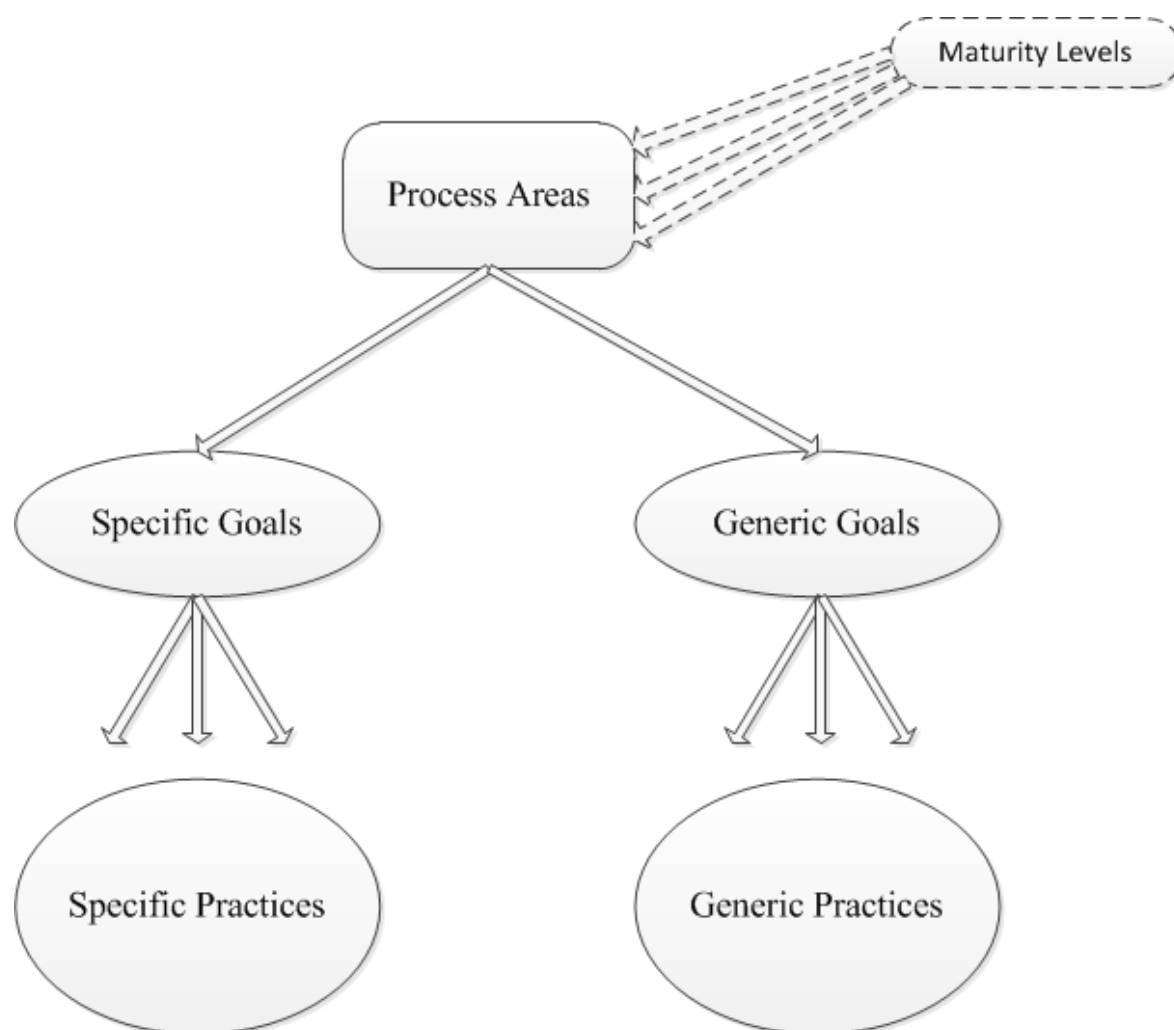 Maturity Levels
Process Areas
Specific Goals
Generic Goals
Specific Practices
Generic Practices